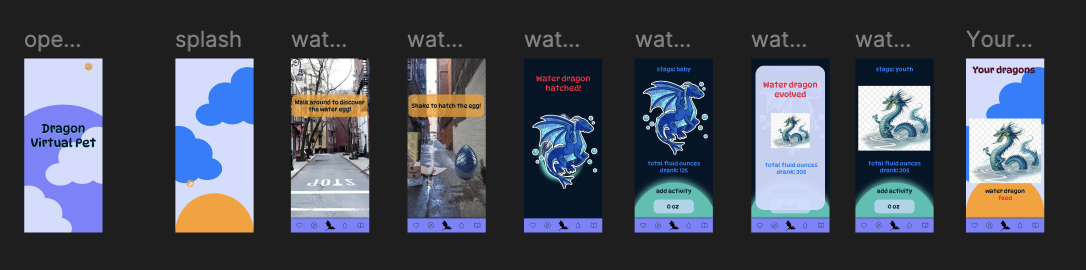 ope...
splash
wat...
wat...
wat...
wat...
wat...
wat...
Your...
Dragon
Virtual Pet
Walk around to discover
the water egg!
STOP
Shake to hatch the egg!
Water dragon
hatched!
stage: baby
total fluid ounces
drank: 125
add activity
0 oz
Water dragon
evolved
total fluid ounces
drank: 205
stage: youth
total fluid ounces
drank: 205
add activity
0 oz
Your dragons
water dragon
feed